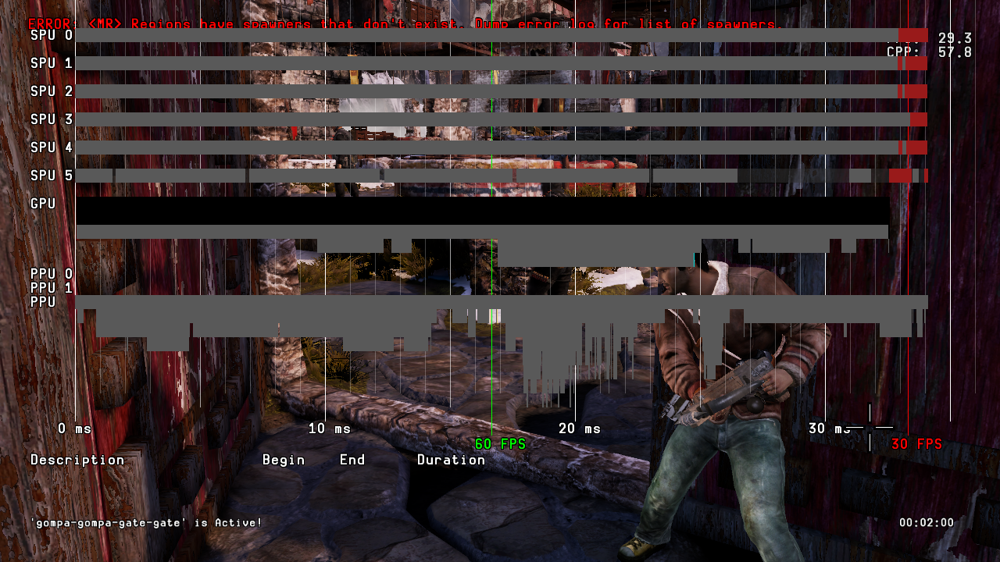 ERROR: <MR> Regions have spawners that don't exist. Dump error log for list of spawners.
SPU 0
29.3
CPP: 57.8
SPU 1
SPU 2
SPU 3
SPU 4
SPU 5
GPU
PPU 0
PPU 1
PPU
0 ms 10 ms 20 ms 30 ms
60 FPS 30 FPS
Description Begin End Duration
'gompa-gompa-gate-gate' is Active! 00:02:00